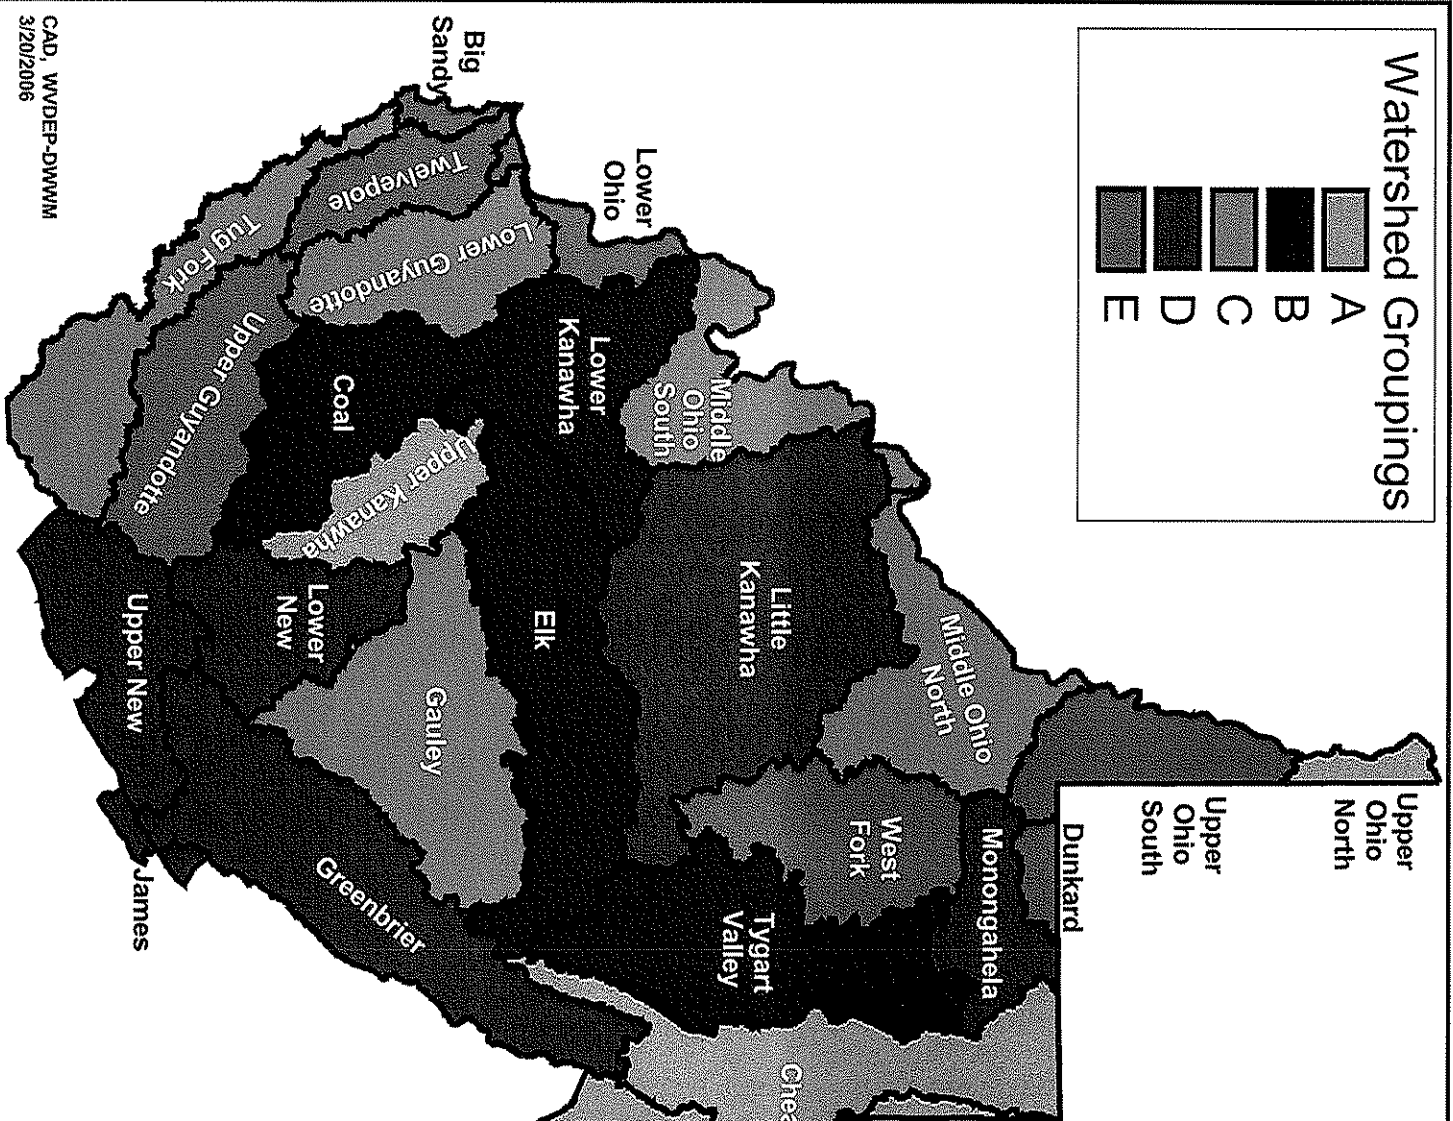 Watershed Groupings
A
B
C
D
E
Upper
Ohio
North
Upper
Ohio
South
Dunkard
Monongahela
Middle Ohio
North
West
Fork
Tygart
Valley
Little
Kanawha
Middle
Ohio
South
Lower
Ohio
Lower
Kanawha
Elk
Big
Sandy
Twelvepole
Lower Guyandotte
Tug Fork
Upper Guyandotte
Coal
Upper Kanawha
Gauley
Lower
New
Upper New
Greenbrier
James
CAD, WVDEP-DWWM
3/20/2006